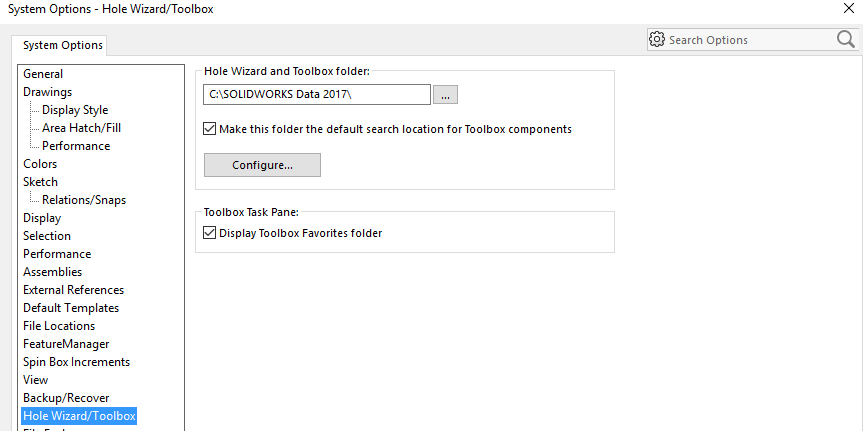 System Options - Hole Wizard/Toolbox
System Options
Search Options
General
Drawings
Display Style
Area Hatch/Fill
Performance
Colors
Sketch
Relations/Snaps
Display
Selection
Performance
Assemblies
External References
Default Templates
File Locations
FeatureManager
Spin Box Increments
View
Backup/Recover
Hole Wizard/Toolbox
Hole Wizard and Toolbox folder:
C:\SOLIDWORKS Data 2017\
...
Make this folder the default search location for Toolbox components
Configure...
Toolbox Task Pane:
Display Toolbox Favorites folder